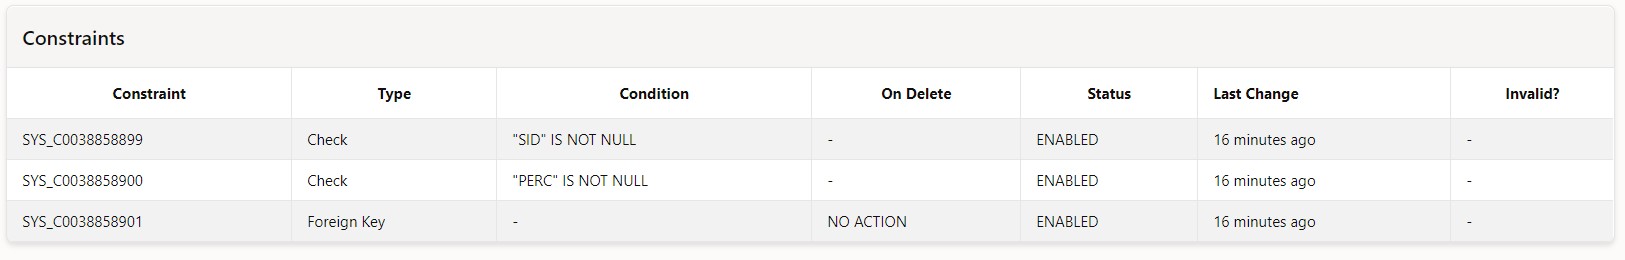 Constraints
Constraint Type Condition On Delete Status Last Change Invalid?
SYS_C0038858899 Check "SID" IS NOT NULL - ENABLED 16 minutes ago -
SYS_C0038858900 Check "PERC" IS NOT NULL - ENABLED 16 minutes ago -
SYS_C0038858901 Foreign Key - NO ACTION ENABLED 16 minutes ago -